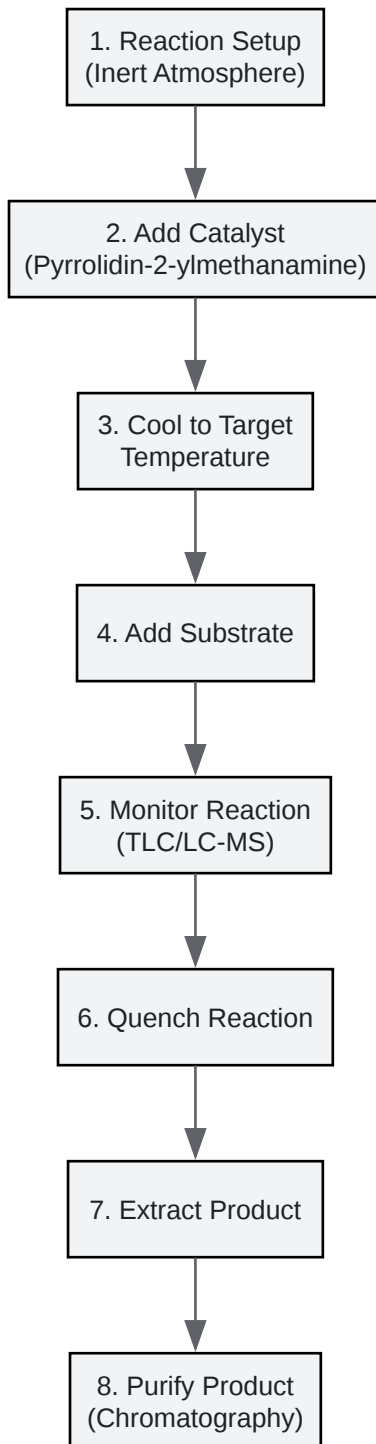 1. Reaction Setup
(Inert Atmosphere)
2. Add Catalyst
(Pyrrolidin-2-ylmethanamine)
3. Cool to Target
Temperature
4. Add Substrate
5. Monitor Reaction
(TLC/LC-MS)
6. Quench Reaction
7. Extract Product
8. Purify Product
(Chromatography)